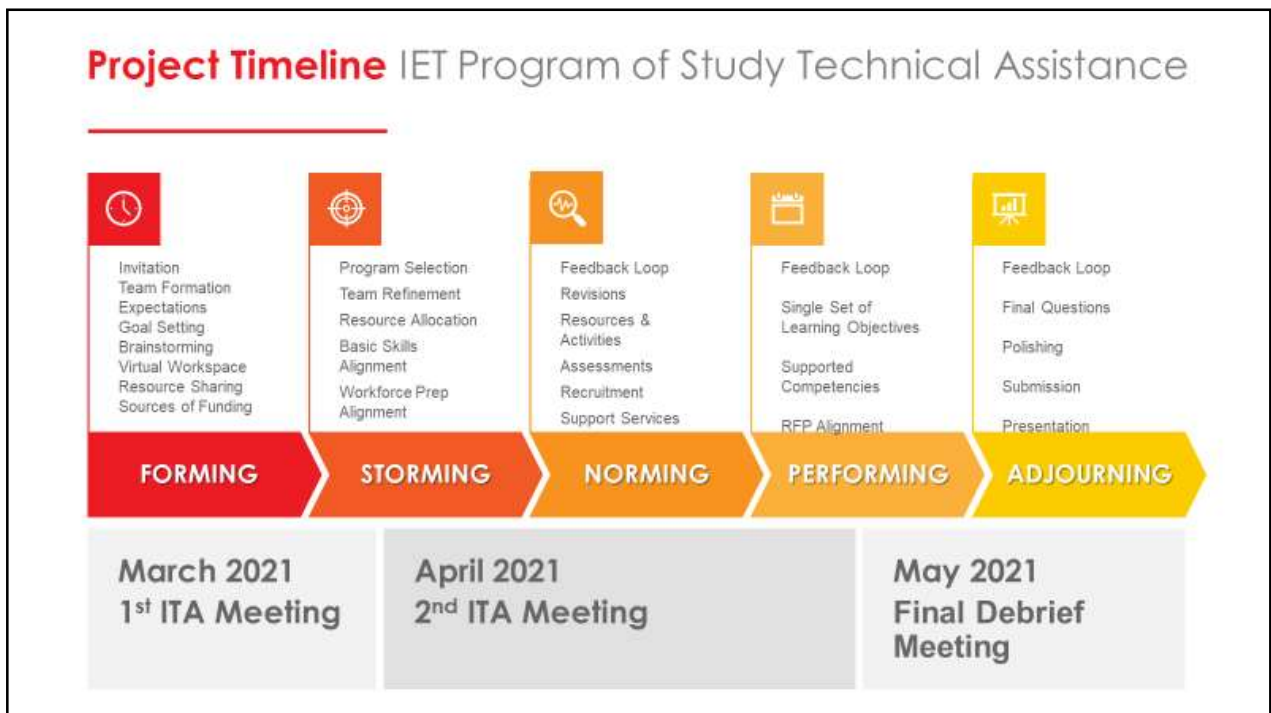 Project Timeline IET Program of Study Technical Assistance
Invitation
Team Formation
Expectations
Goal Setting
Brainstorming
Virtual Workspace
Resource Sharing
Sources of Funding
Program Selection
Team Refinement
Resource Allocation
Basic Skills
Alignment
Workforce Prep
Alignment
Feedback Loop
Revisions
Resources &
Activities
Assessments
Recruitment
Support Services
Feedback Loop
Single Set of
Learning Objectives
Supported
Competencies
RFP Alignment
Feedback Loop
Final Questions
Polishing
Submission
Presentation
FORMING
STORMING
NORMING
PERFORMING
ADJOURNING
March 2021
1st ITA Meeting
April 2021
2nd ITA Meeting
May 2021
Final Debrief
Meeting